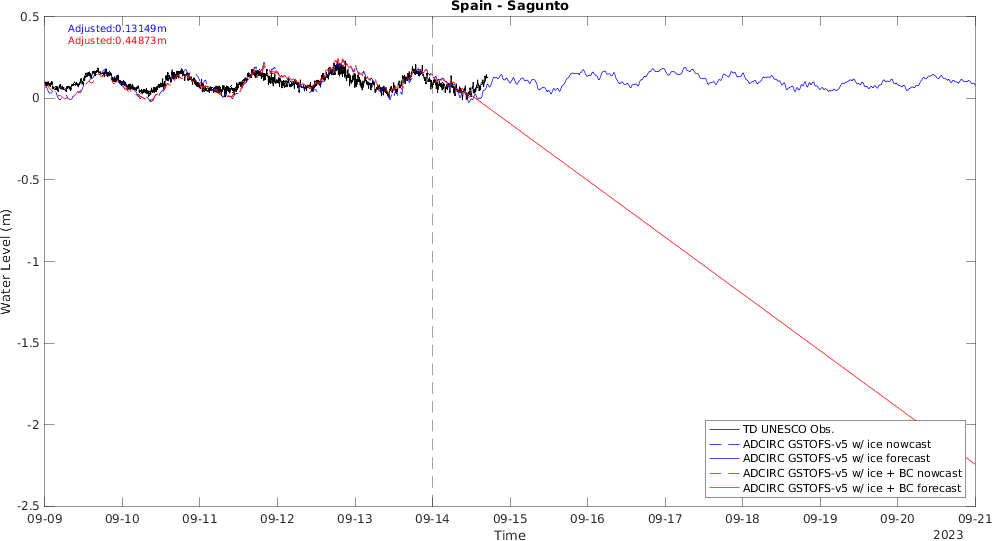 Spain - Sagunto
Adjusted:0.13149m
Adjusted:0.44873m
0.5
0
-0.5
-1
-1.5
-2
-2.5
Water Level (m)
TD UNESCO Obs.
ADCIRC GSTOFS-v5 w/ ice nowcast
ADCIRC GSTOFS-v5 w/ ice forecast
ADCIRC GSTOFS-v5 w/ ice + BC nowcast
ADCIRC GSTOFS-v5 w/ ice + BC forecast
09-09 09-10 09-11 09-12 09-13 09-14 09-15 09-16 09-17 09-18 09-19 09-20 09-21
Time
2023